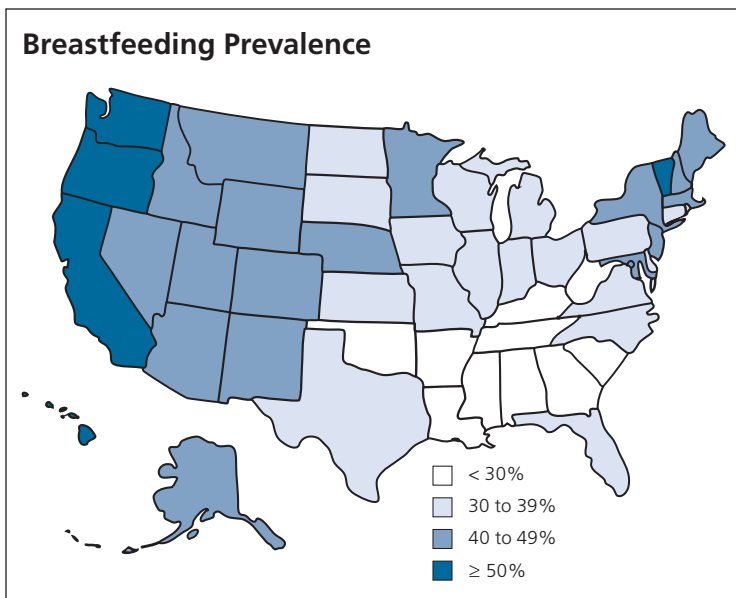 Breastfeeding Prevalence
< 30%
30 to 39%
40 to 49%
≥ 50%